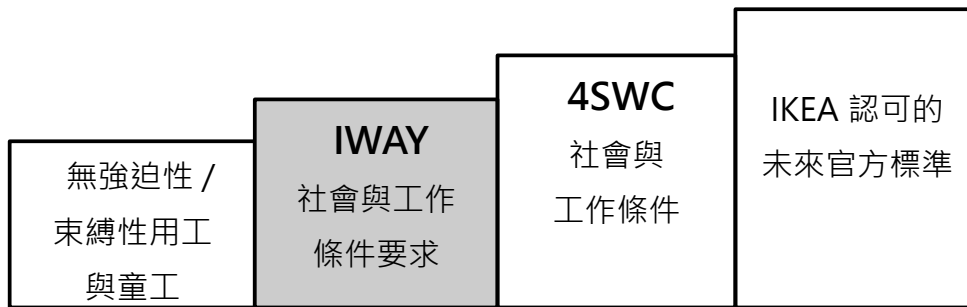 無強迫性 /
束縛性用工
與童工
IWAY
社會與工作
條件要求
4SWC
社會與
工作條件
IKEA 認可的
未來官方標準